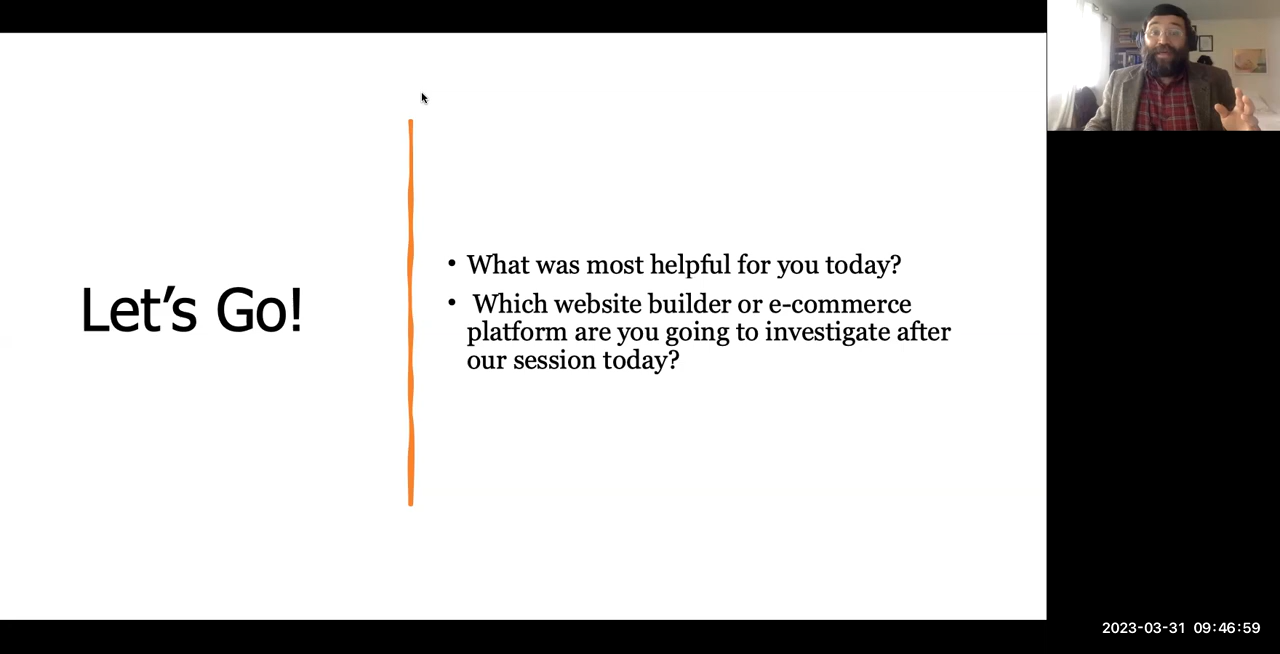 Let’s Go!
• What was most helpful for you today?
• Which website builder or e-commerce
platform are you going to investigate after
our session today?
2023-03-31 09:46:59